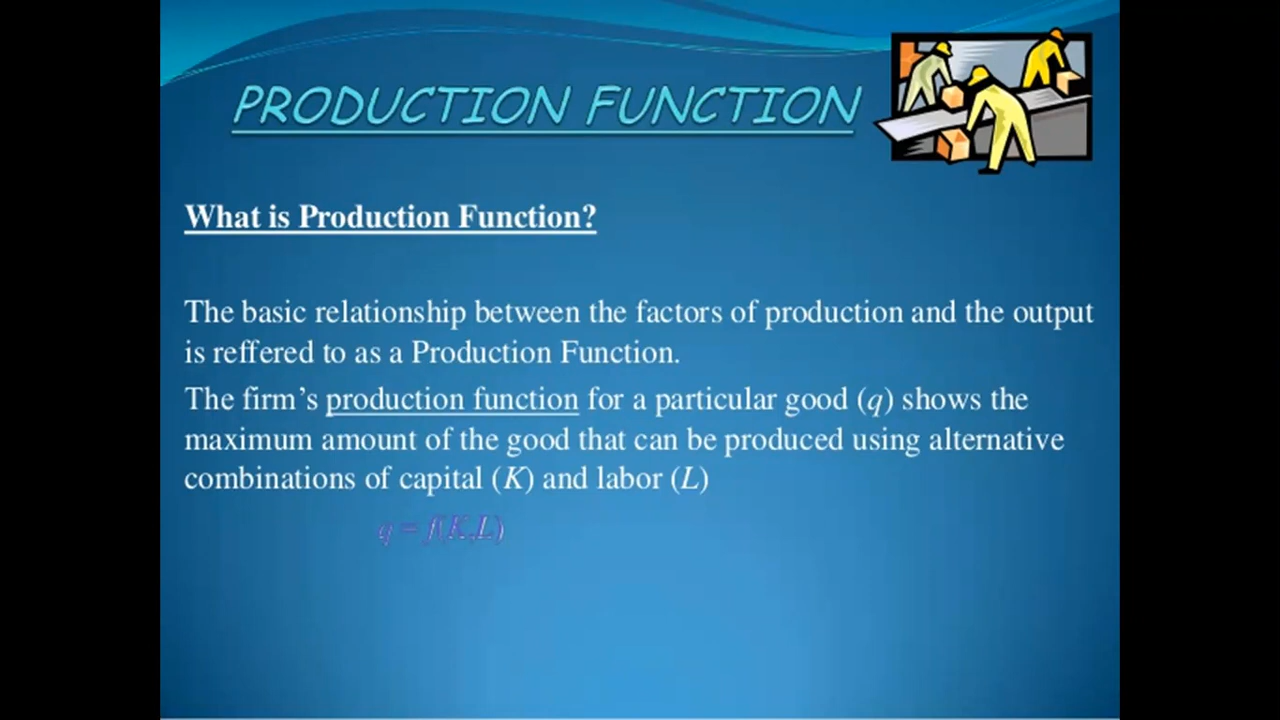 PRODUCTION FUNCTION
What is Production Function?
The basic relationship between the factors of production and the output
is reffered to as a Production Function.
The firm’s production function for a particular good (q) shows the
maximum amount of the good that can be produced using alternative
combinations of capital (K) and labor (L)
q = f(K,L)